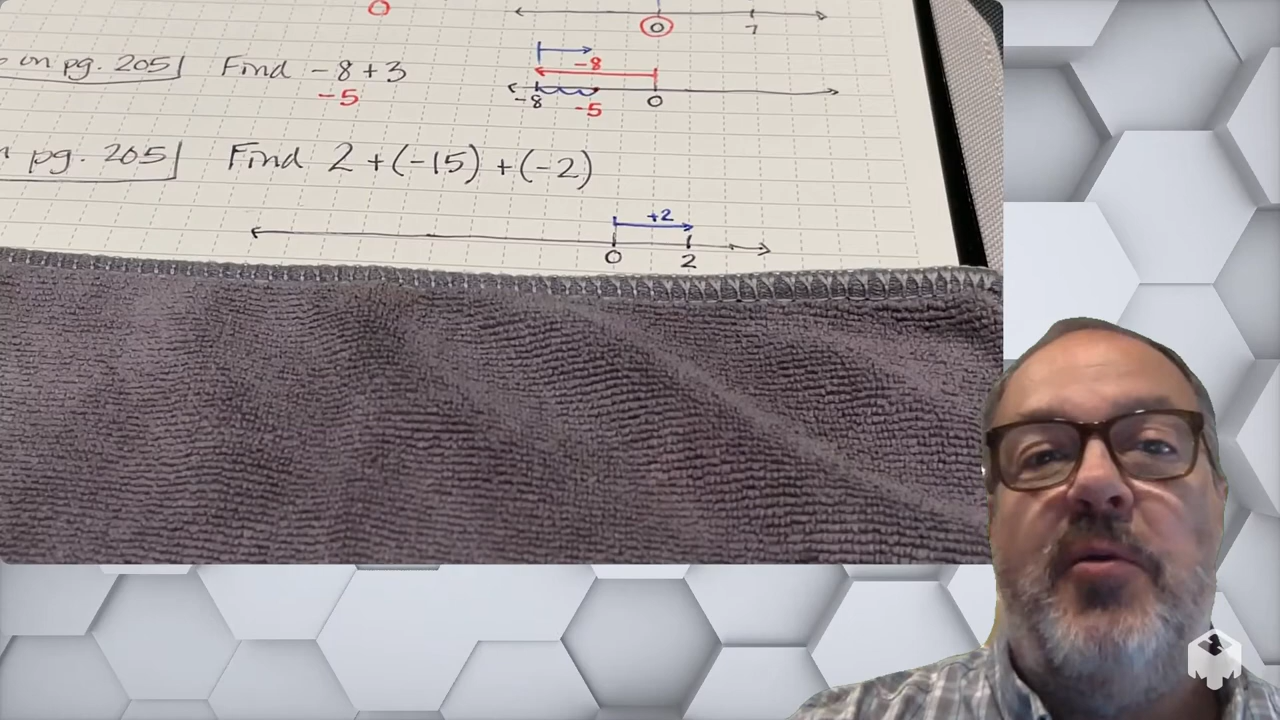 0
0 7
on pg. 205 Find -8+3
-8
-5
-8 -5 0
pg. 205 Find 2+(-15)+(-2)
+2
0 2